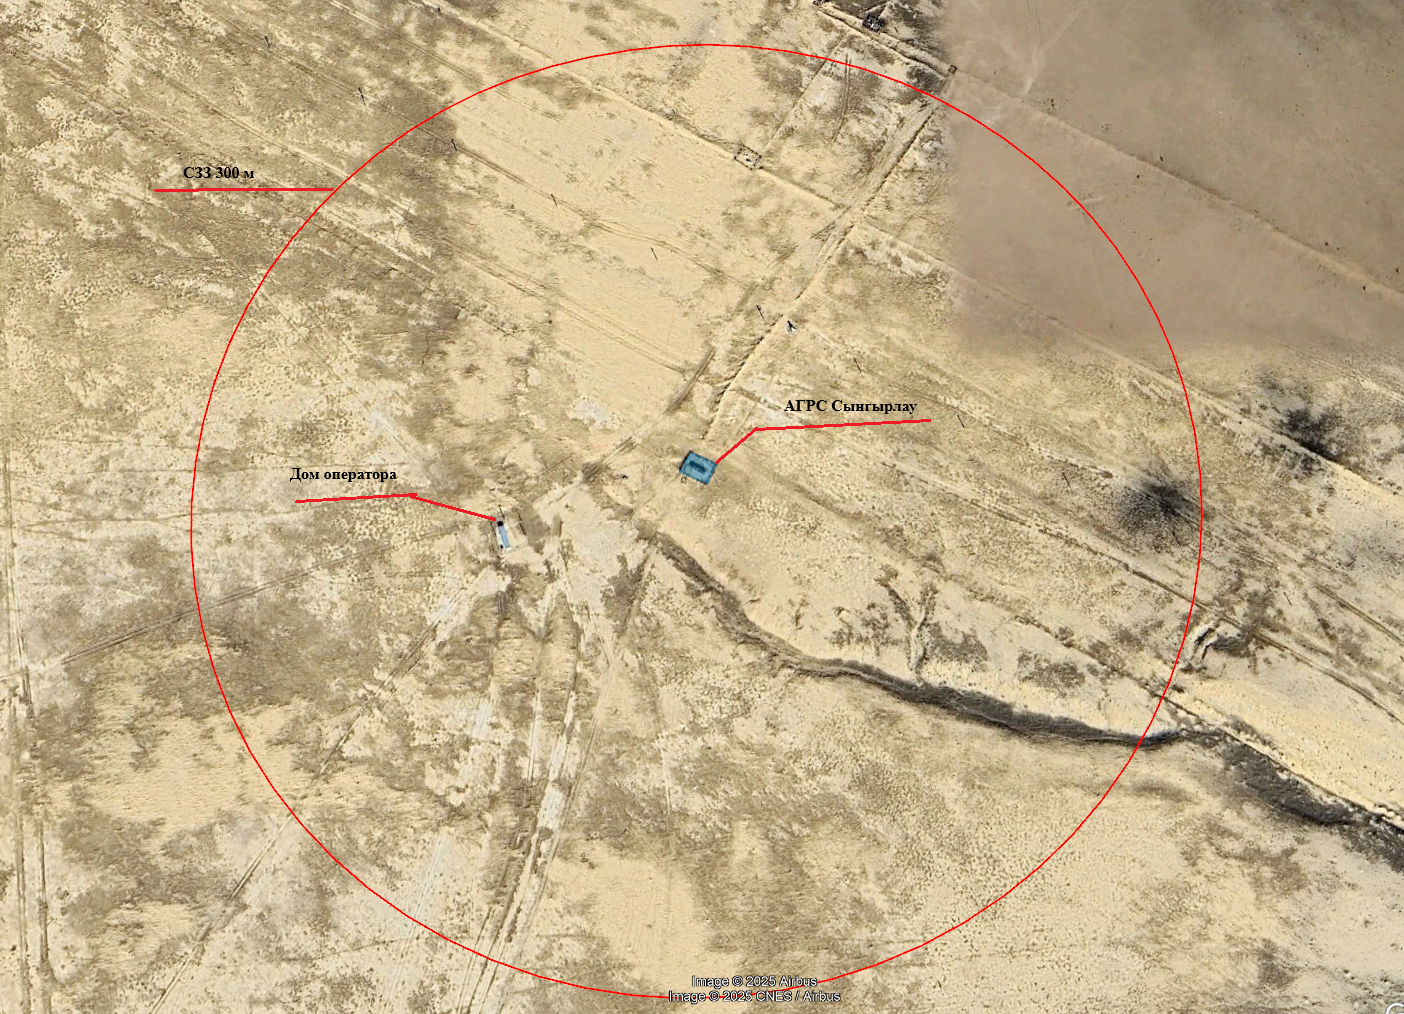 СЗЗ 300 м
АГРС Сынгырлау
Дом оператора
Image © 2025 Airbus
Image © 2025 CNES / Airbus